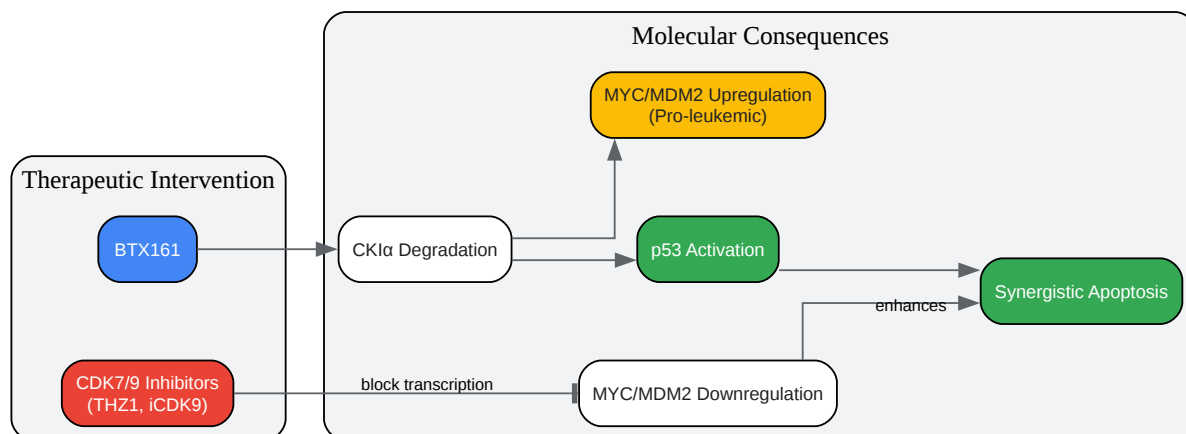 Molecular Consequences
MYC/MDM2 Upregulation
(Pro-leukemic)
Therapeutic Intervention
BTX161
CKIα Degradation
p53 Activation
Synergistic Apoptosis
enhances
CDK7/9 Inhibitors
(THZ1, iCDK9)
block transcription
MYC/MDM2 Downregulation